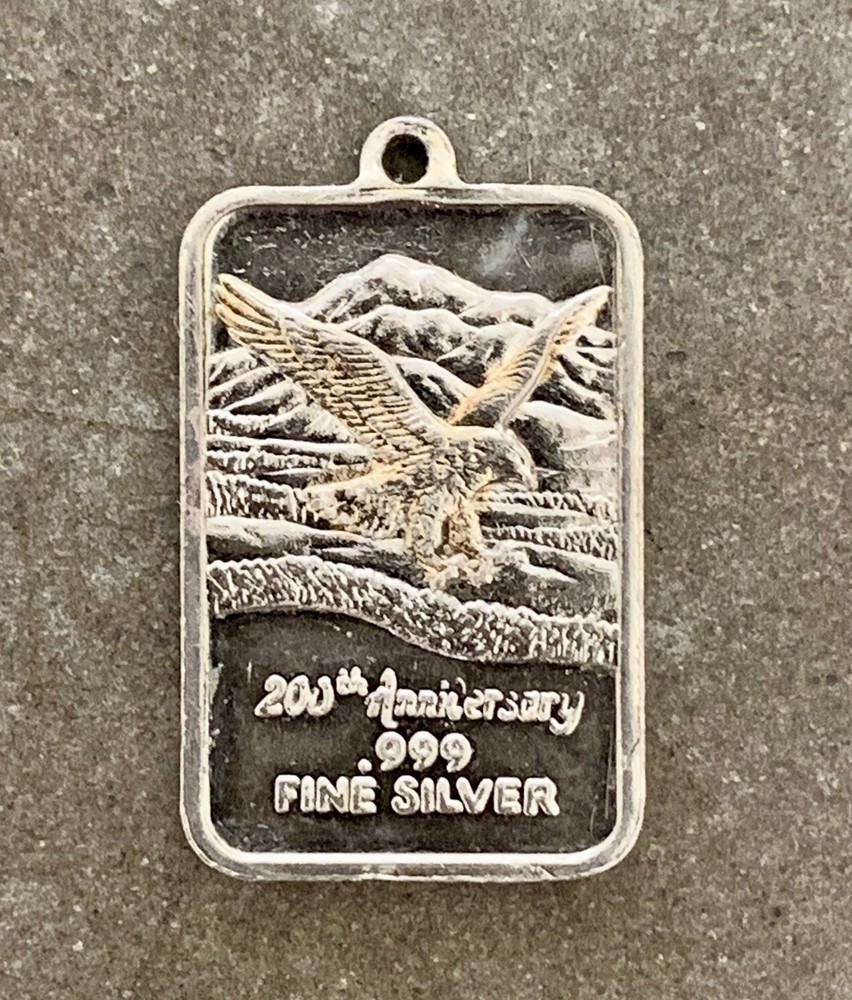 200th Anniversary
.999
FINE SILVER